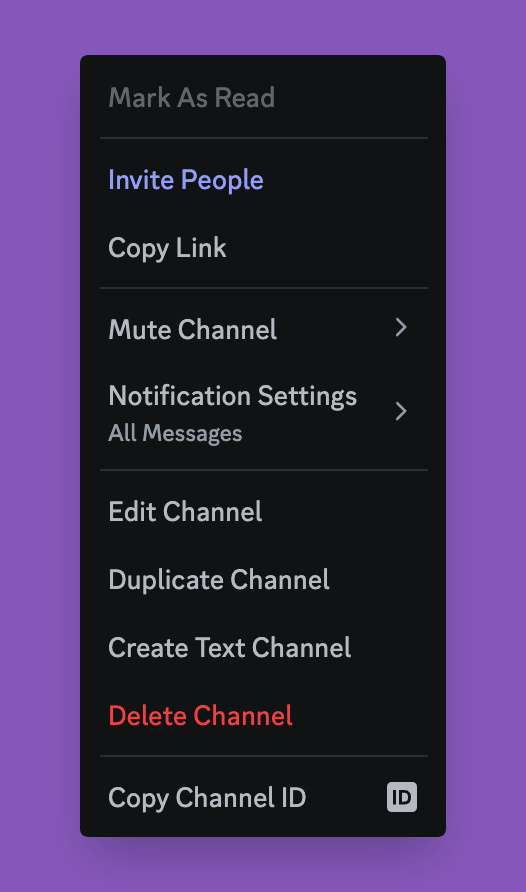 Mark As Read
Invite People
Copy Link
Mute Channel
Notification Settings
All Messages
Edit Channel
Duplicate Channel
Create Text Channel
Delete Channel
Copy Channel ID ID